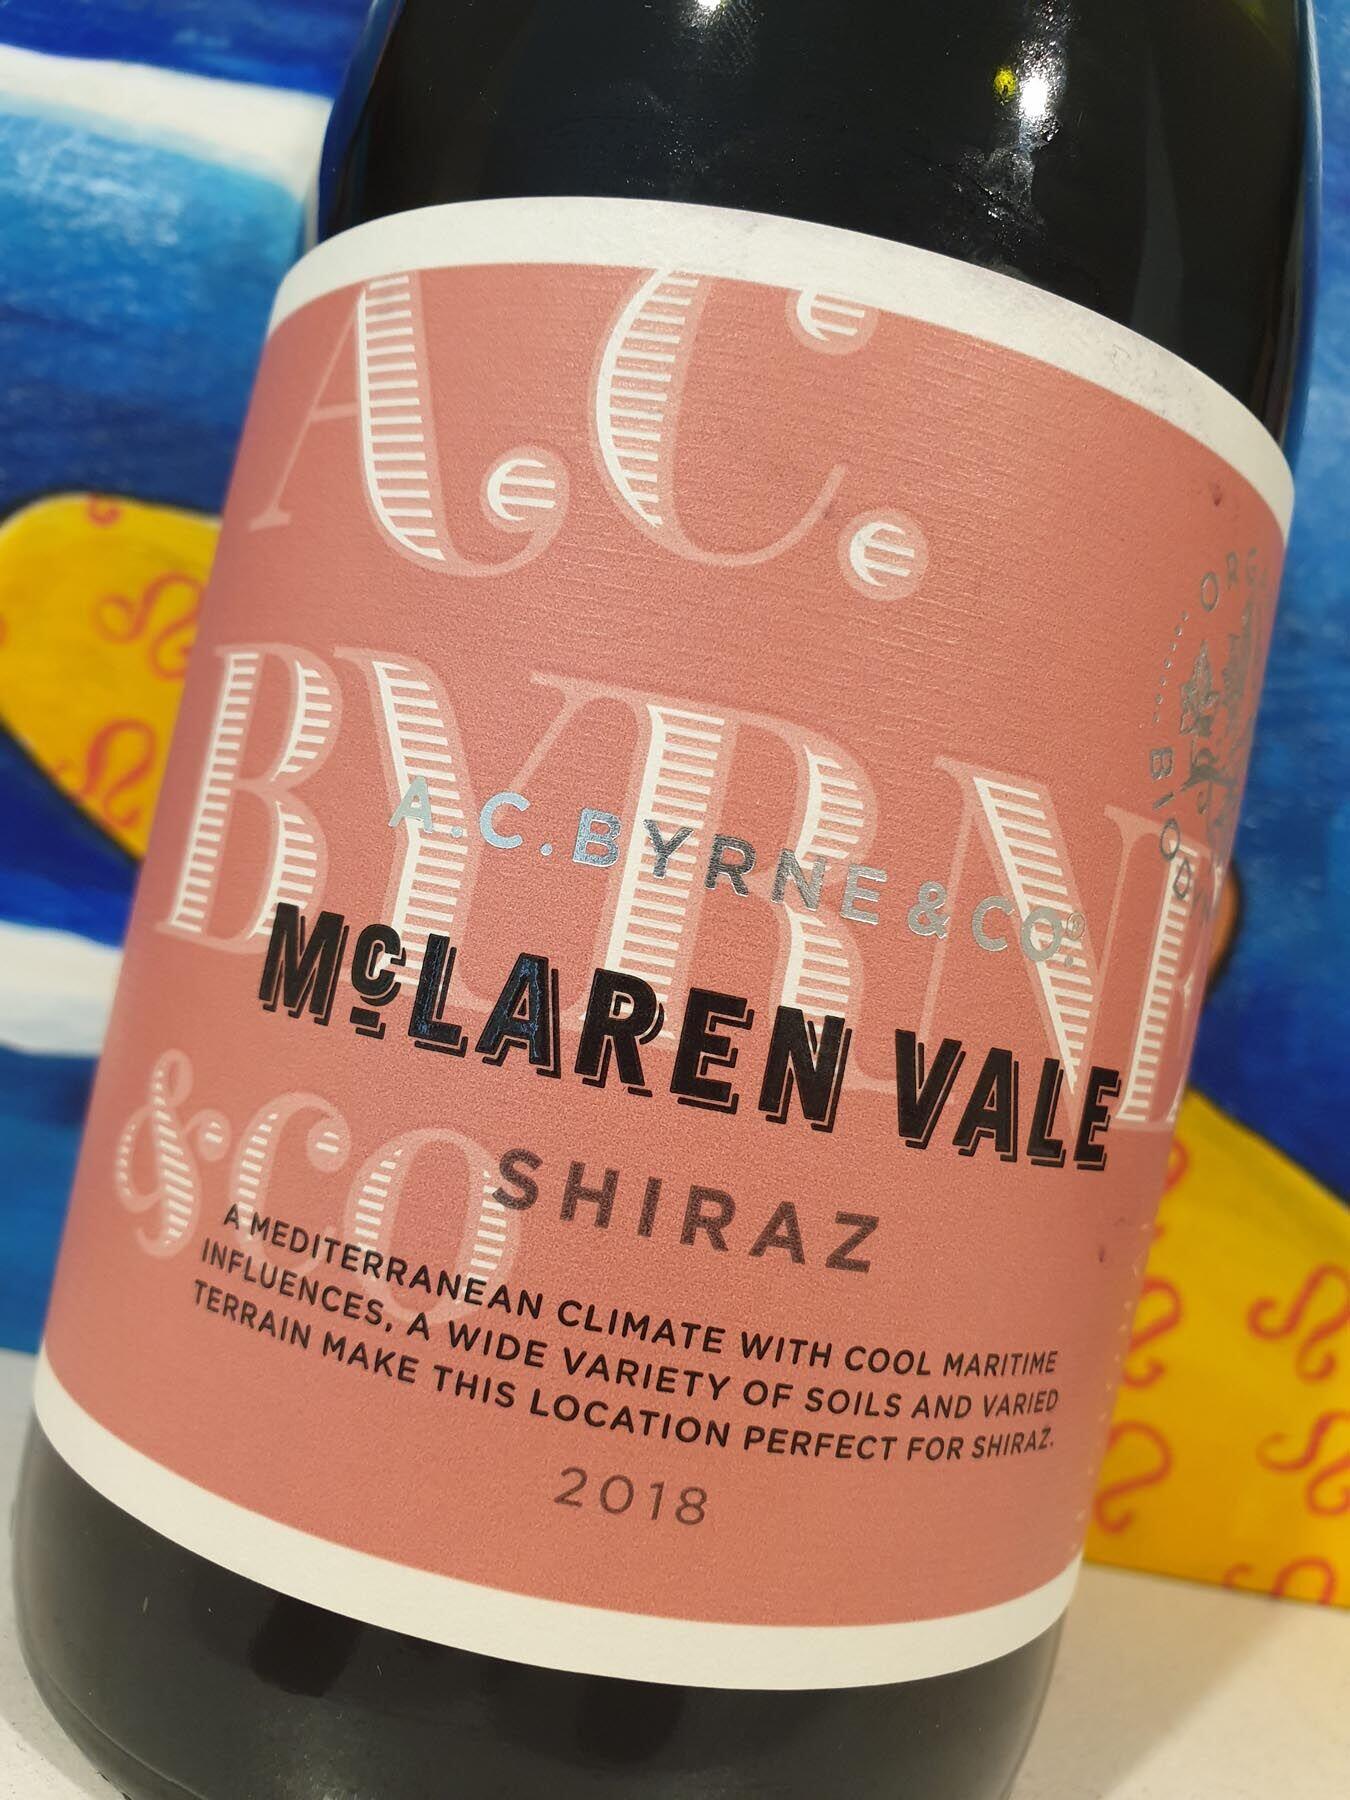 A.C.
BYRNE
&CO
A.C.BYRNE & CO.®
McLAREN VALE
SHIRAZ
A MEDITERRANEAN CLIMATE WITH COOL MARITIME
INFLUENCES, A WIDE VARIETY OF SOILS AND VARIED
TERRAIN MAKE THIS LOCATION PERFECT FOR SHIRAZ.
2018